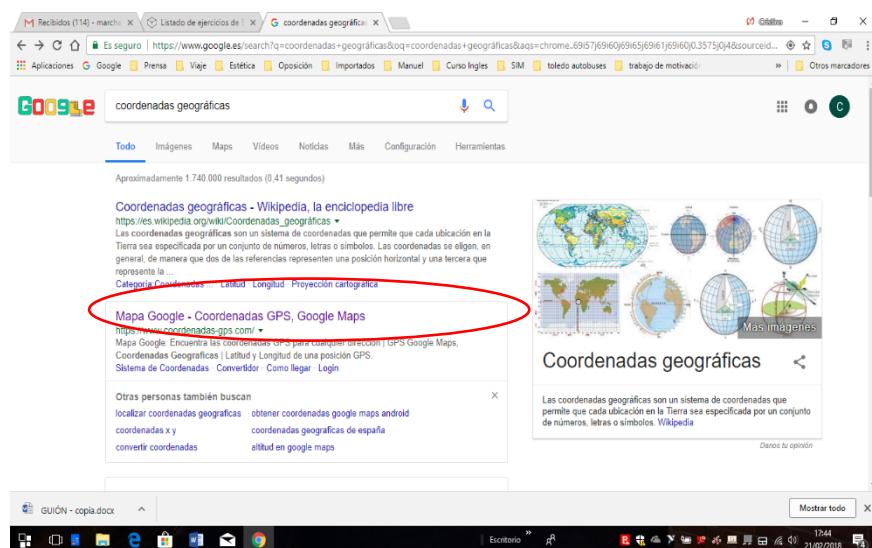 Recibidos (114) - marcha
Listado de ejercicios de
coordenadas geográficas
Cristina
Es seguro | https://www.google.es/search?q=coordenadas+geográficas&oq=coordenadas+geográficas&aqs=chrome..69i57j69i60j69i65j69i61j69i60j0.3575j0j4&sourceid...
Aplicaciones Google Prensa Viaje Estética Oposición Importados Manuel Curso Ingles SIM toledo autobuses trabajo de motivación » Otros marcadores
Google
coordenadas geográficas
C
Todo Imágenes Maps Vídeos Noticias Más Configuración Herramientas
Aproximadamente 1.740.000 resultados (0,41 segundos)
Coordenadas geográficas - Wikipedia, la enciclopedia libre
https://es.wikipedia.org/wiki/Coordenadas_geográficas
Las coordenadas geográficas son un sistema de coordenadas que permite que cada ubicación en la
Tierra sea especificada por un conjunto de números, letras o símbolos. Las coordenadas se eligen, en
general, de manera que dos de las referencias representen una posición horizontal y una tercera que
represente la ...
Categoría:Coordenadas ... · Latitud · Longitud · Proyección cartográfica
Mapa Google - Coordenadas GPS, Google Maps
https://www.coordenadas-gps.com/
Mapa Google. Encuentra las coordenadas GPS para cualquier dirección | GPS Google Maps,
Coordenadas Geograficas | Latitud y Longitud de una posición GPS.
Sistema de Coordenadas · Convertidor · Como llegar · Login
Otras personas también buscan
localizar coordenadas geograficas obtener coordenadas google maps android
coordenadas x y coordenadas geograficas de españa
convertir coordenadas altitud en google maps
Más imágenes
Coordenadas geográficas
Las coordenadas geográficas son un sistema de coordenadas que
permite que cada ubicación en la Tierra sea especificada por un conjunto
de números, letras o símbolos. Wikipedia
Danos tu opinión
GUIÓN - copia.docx
Mostrar todo
Escritorio »
17:44
21/02/2018